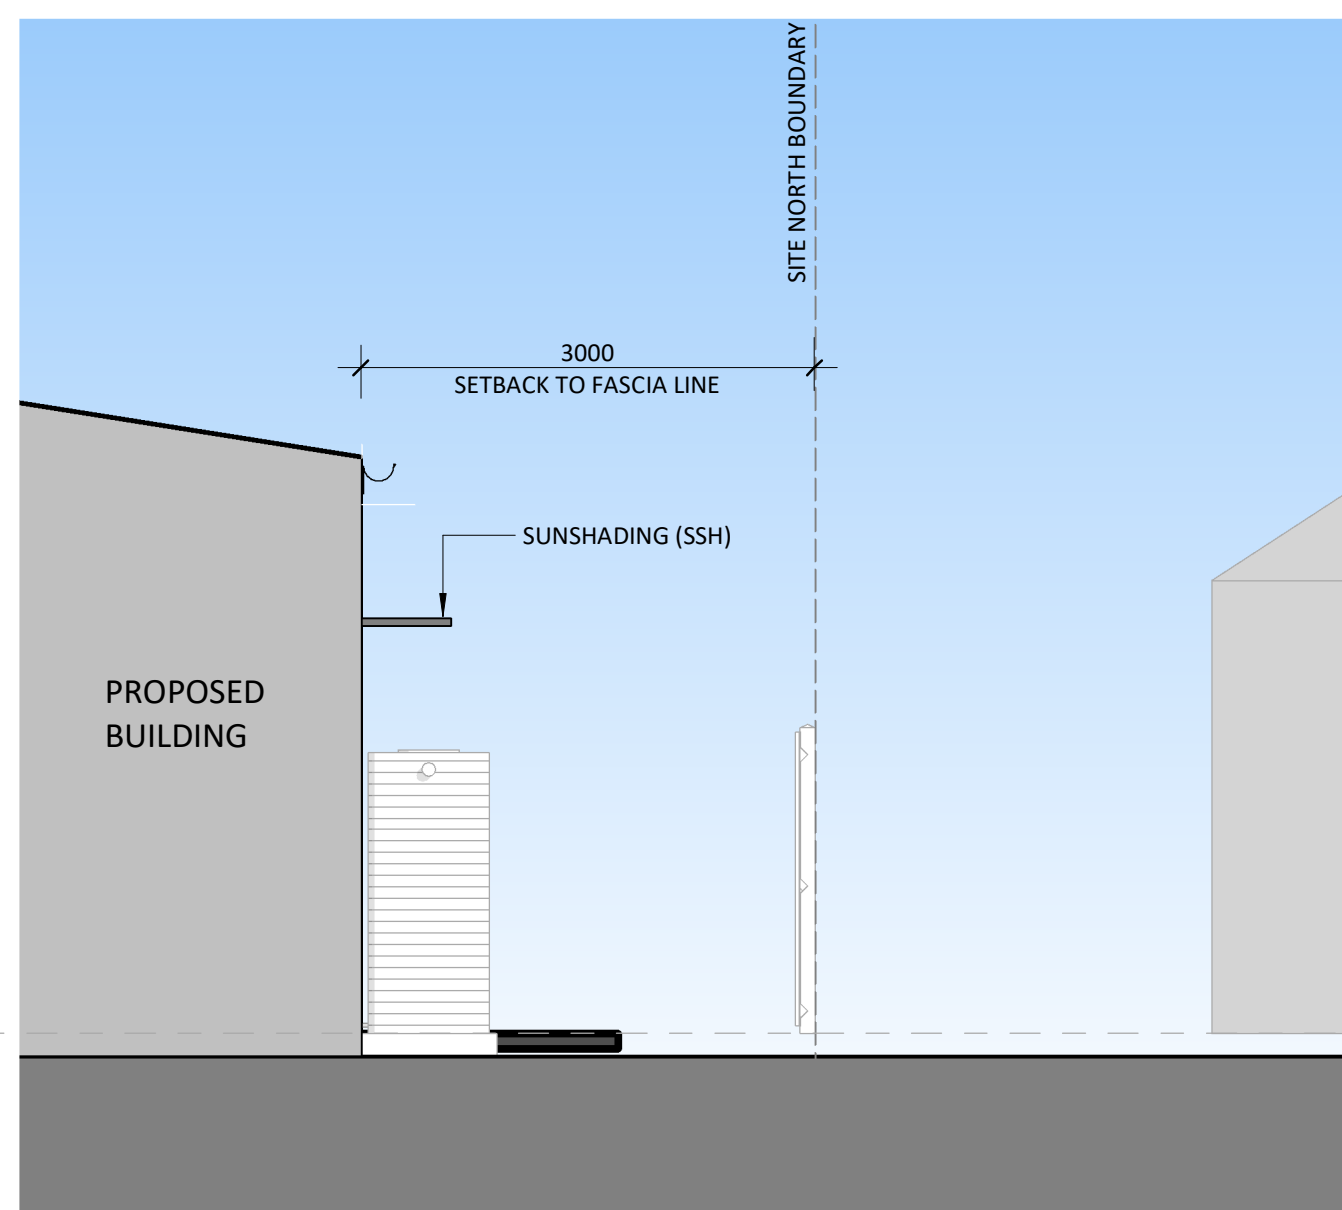 SITE NORTH BOUNDARY
3000
SETBACK TO FASCIA LINE
SUNSHADING (SSH)
PROPOSED
BUILDING